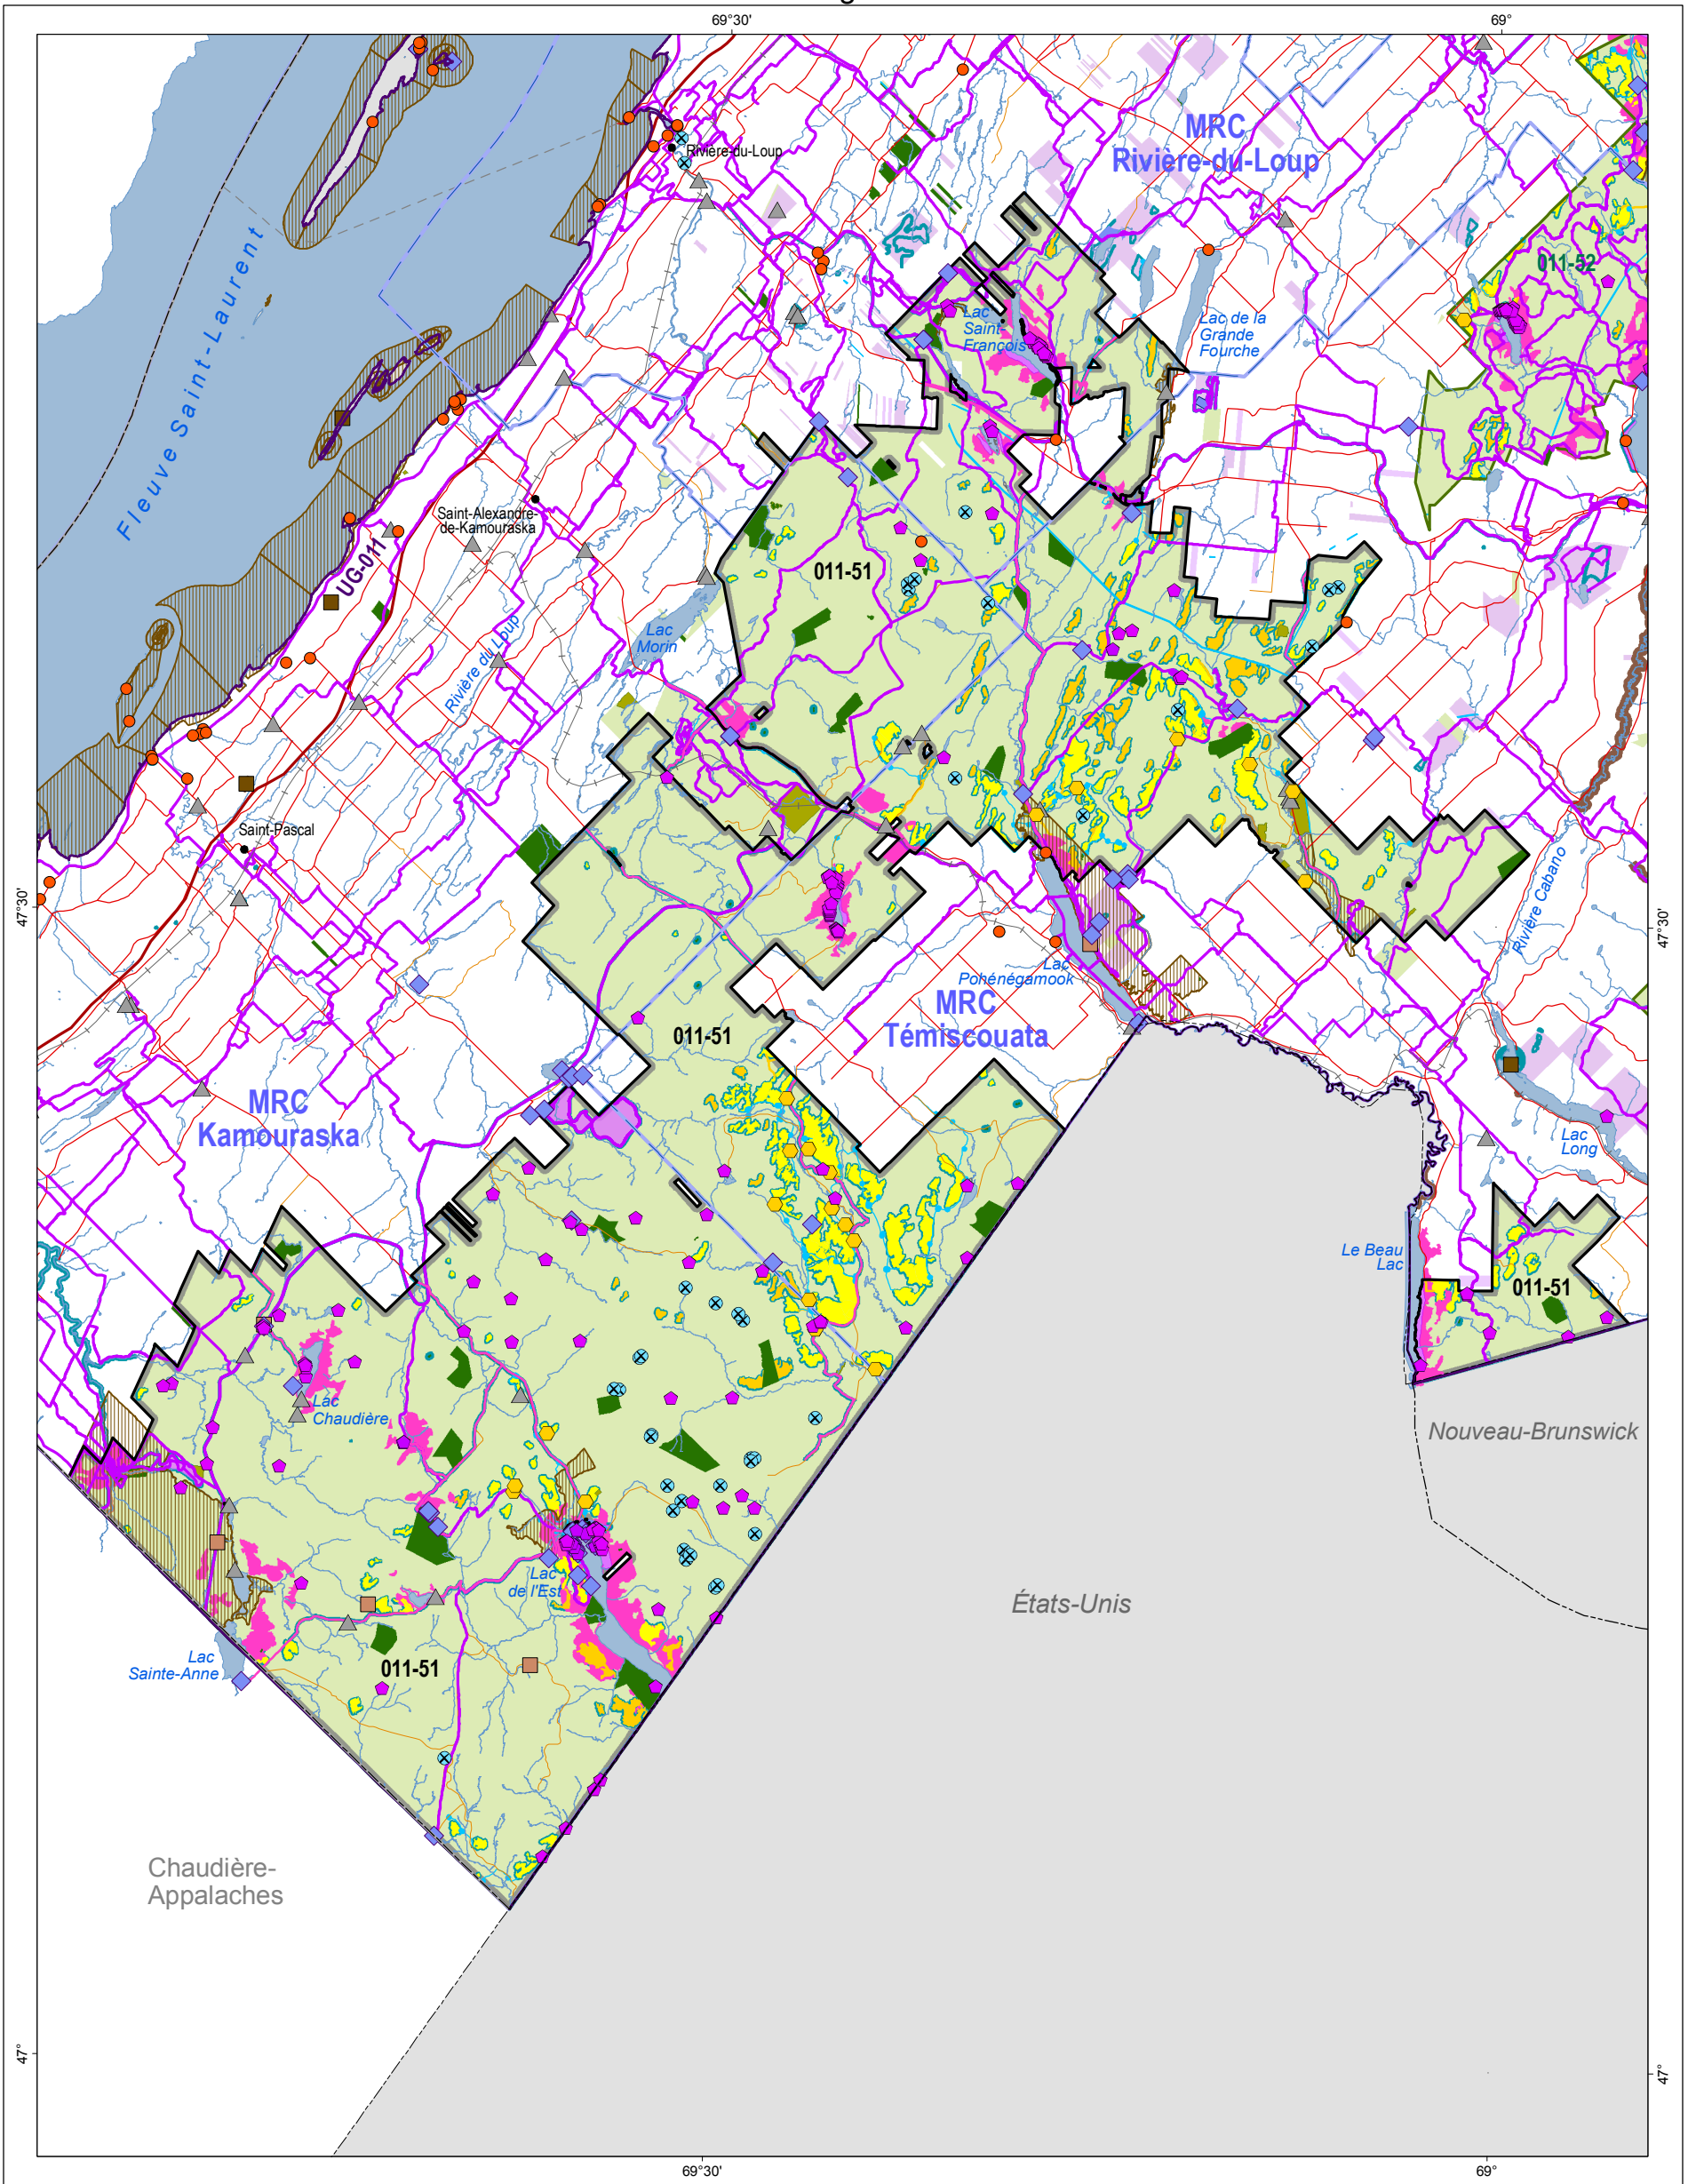 69°30'
69°
MRC
Rivière-du-Loup
Rivière-du-Loup
Fleuve Saint-Laurent
011-52
Lac
Saint-
François
Lac de la
Grande
Fourche
Saint-Alexandre-
de-Kamouraska
UG-011
011-51
Lac
Morin
Rivière du Loup
Saint-Pascal
47°30'
47°30'
Rivière Cabano
Lac
Pohénégamook
MRC
Témiscouata
011-51
MRC
Kamouraska
Lac
Long
Le Beau
Lac
011-51
Lac
Chaudière
Nouveau-Brunswick
Lac
de l'Est
États-Unis
Lac
Sainte-Anne
011-51
Chaudière-
Appalaches
47°
47°
69°30'
69°